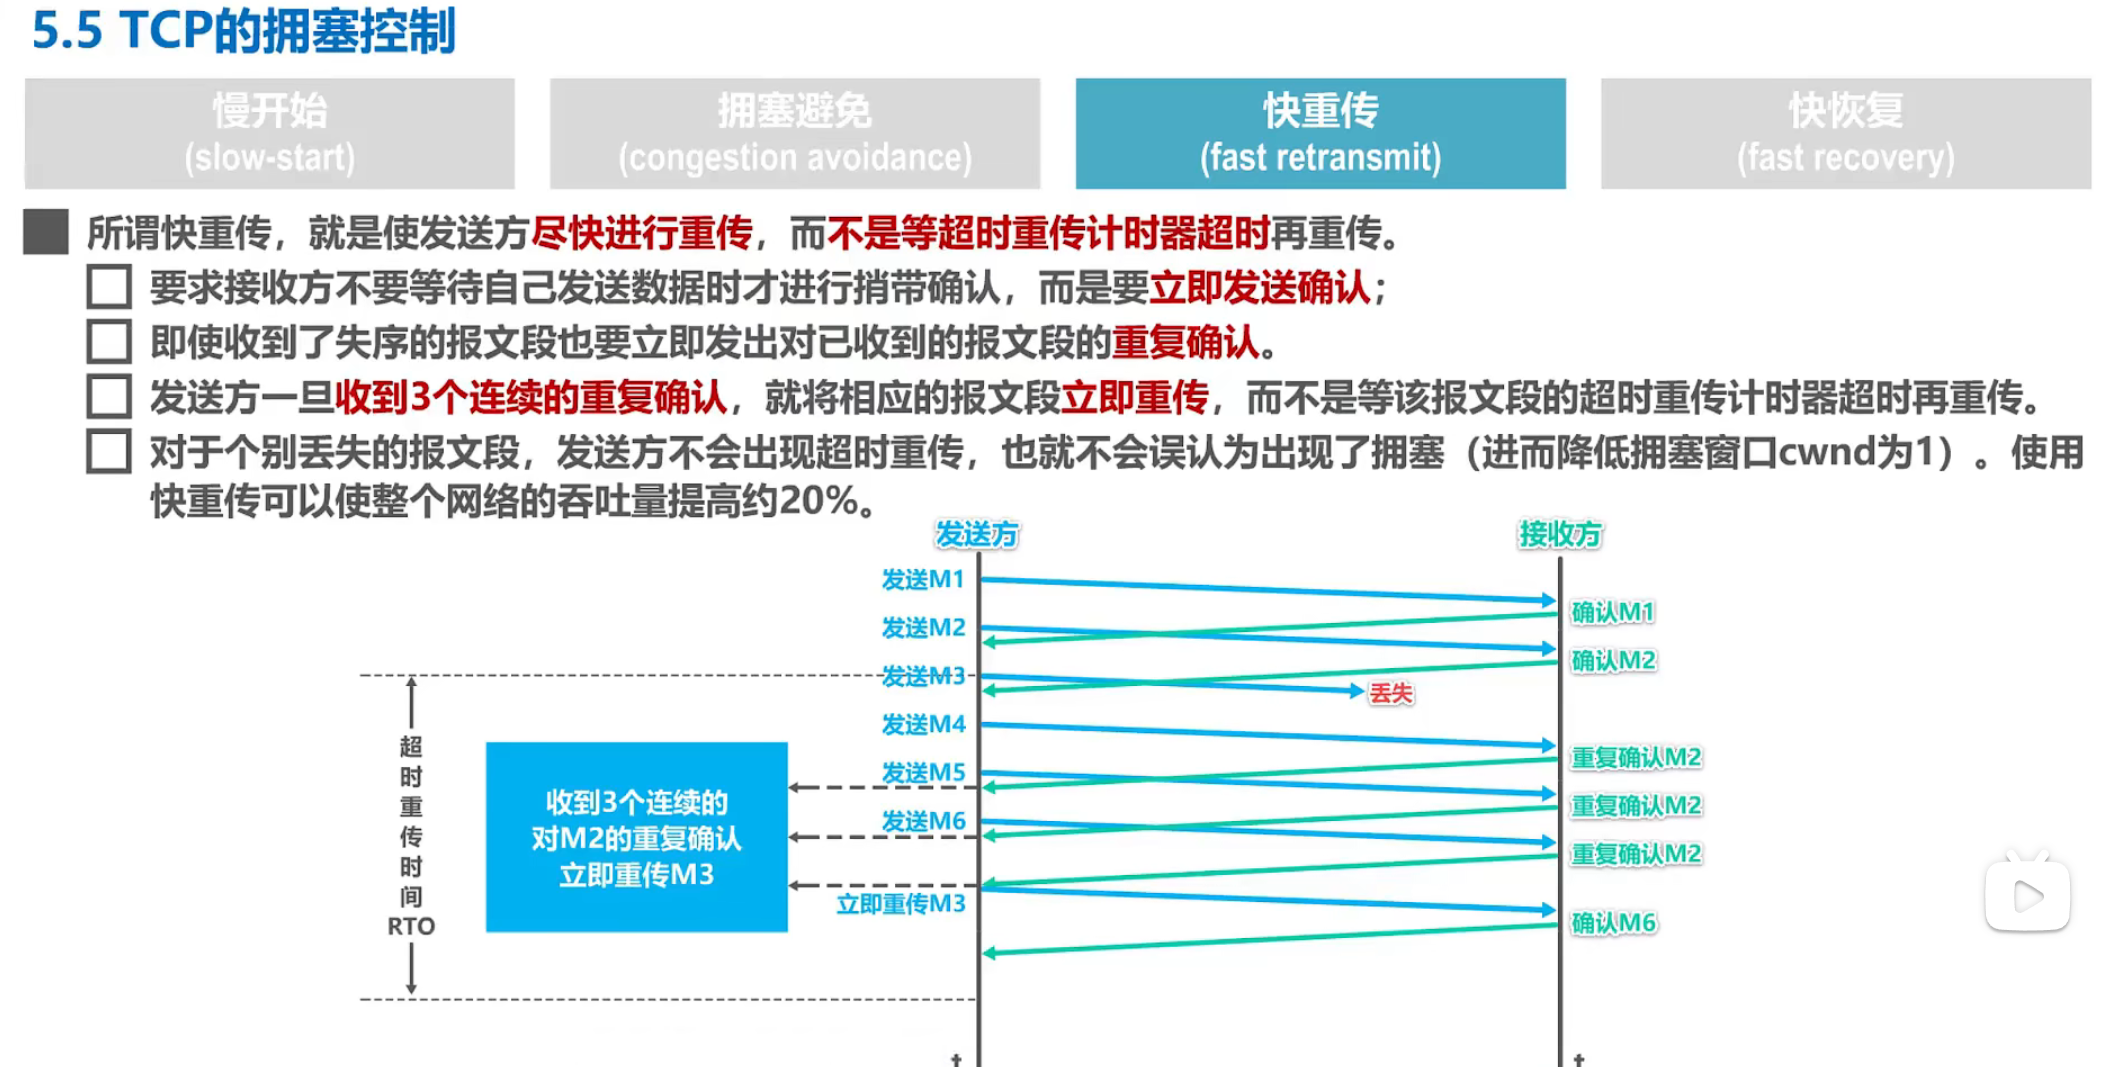 5.5 TCP的拥塞控制
慢开始
(slow-start)
拥塞避免
(congestion avoidance)
快重传
(fast retransmit)
快恢复
(fast recovery)
所谓快重传，就是使发送方尽快进行重传，而不是等超时重传计时器超时再重传。
要求接收方不要等待自己发送数据时才进行捎带确认，而是要立即发送确认；
即使收到了失序的报文段也要立即发出对已收到的报文段的重复确认。
发送方一旦收到3个连续的重复确认，就将相应的报文段立即重传，而不是等该报文段的超时重传计时器超时再重传。
对于个别丢失的报文段，发送方不会出现超时重传，也就不会误认为出现了拥塞（进而降低拥塞窗口cwnd为1）。使用
快重传可以使整个网络的吞吐量提高约20%。
发送方
接收方
发送M1
确认M1
发送M2
确认M2
发送M3
丢失
发送M4
重复确认M2
发送M5
重复确认M2
发送M6
重复确认M2
立即重传M3
确认M6
超
时
重
传
时
间
RTO
收到3个连续的
对M2的重复确认
立即重传M3
t
t